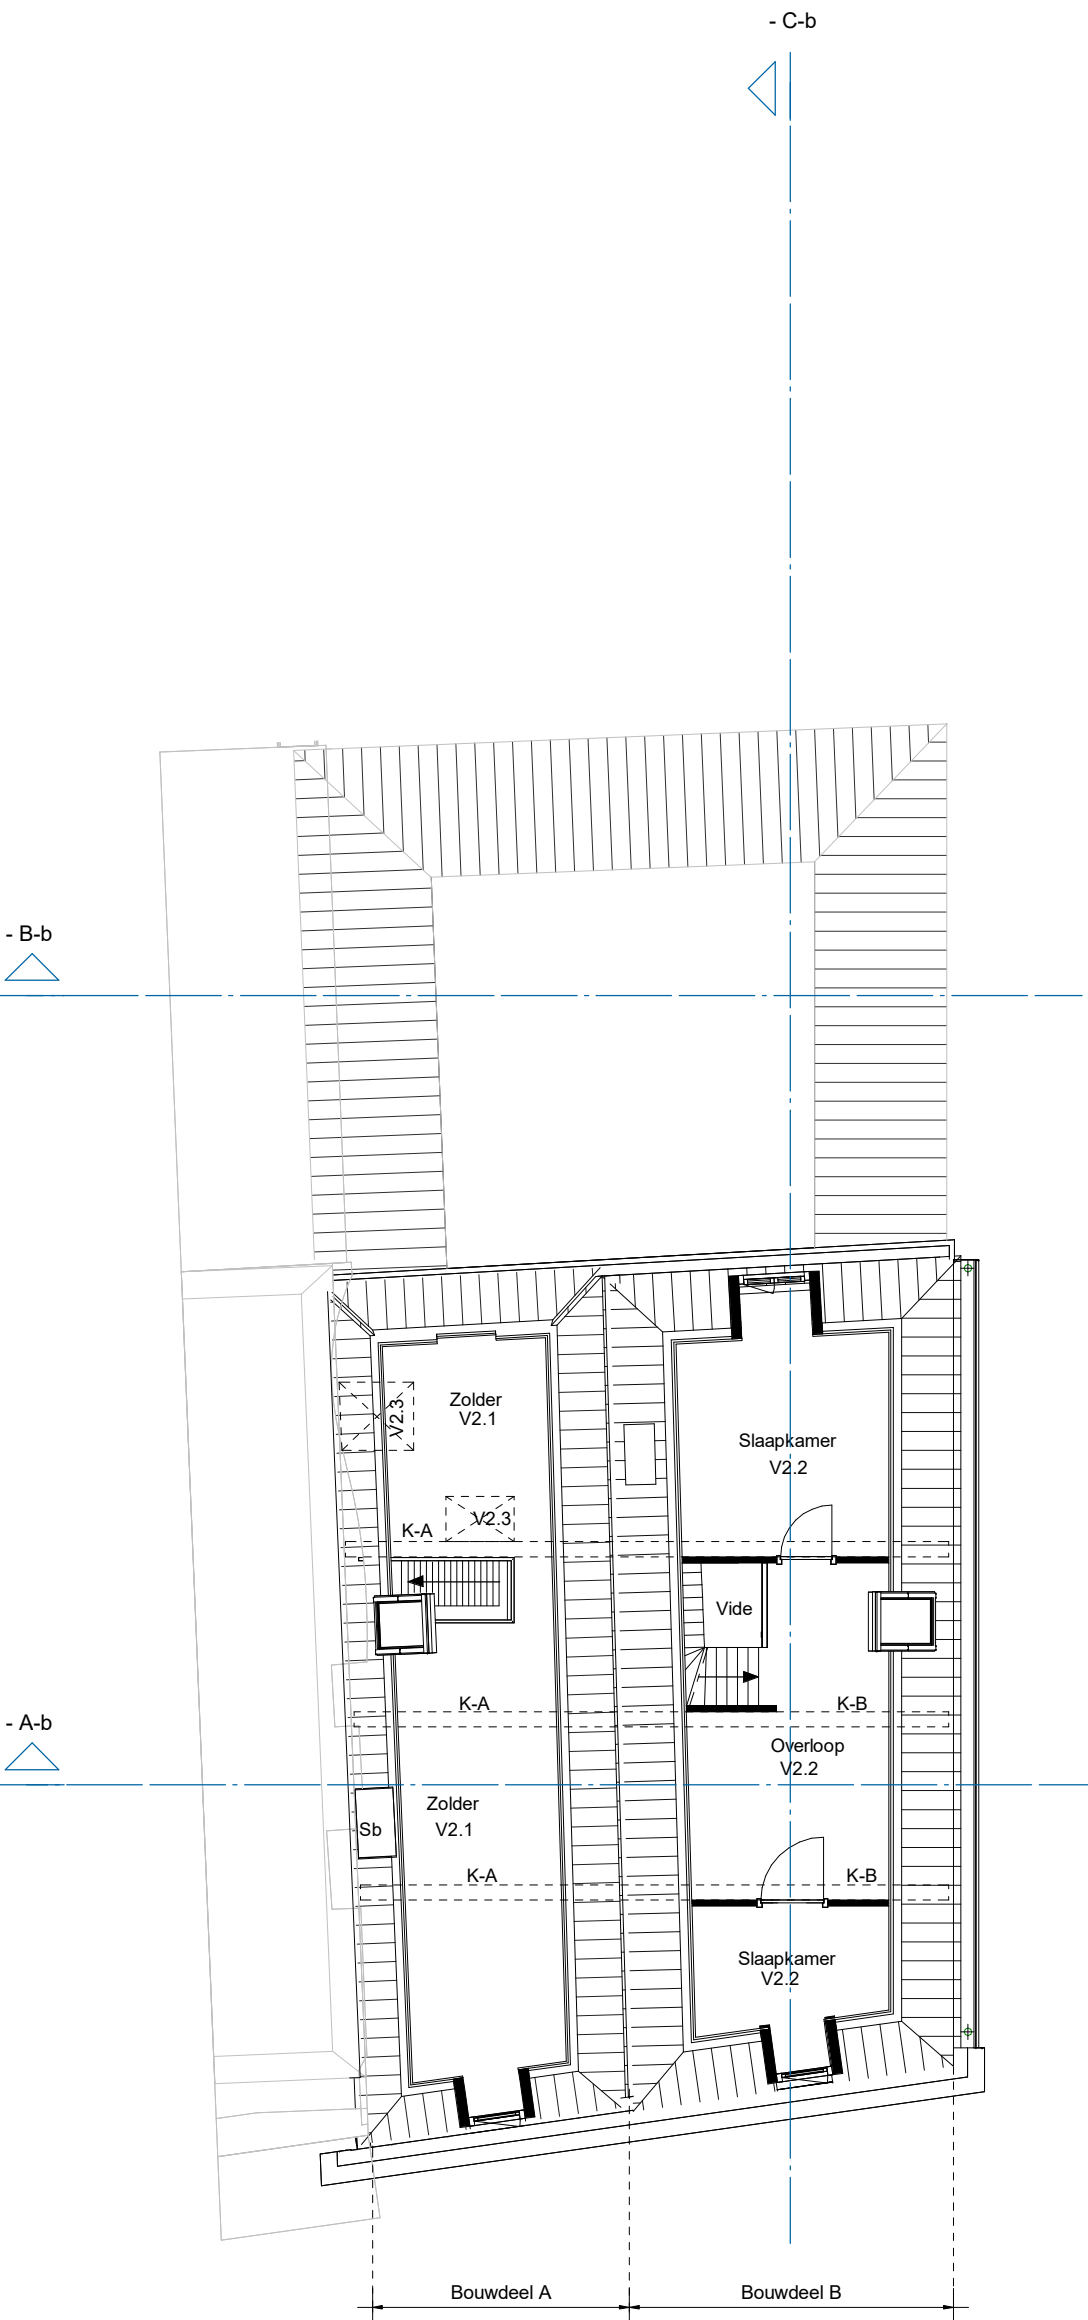 - C-b
- B-b
Zolder
V2.1
V2.3
Slaapkamer
V2.2
V2.3
K-A
Vide
K-A
K-B
- A-b
Overloop
V2.2
Zolder
V2.1
Sb
K-A
K-B
Slaapkamer
V2.2
Bouwdeel A
Bouwdeel B